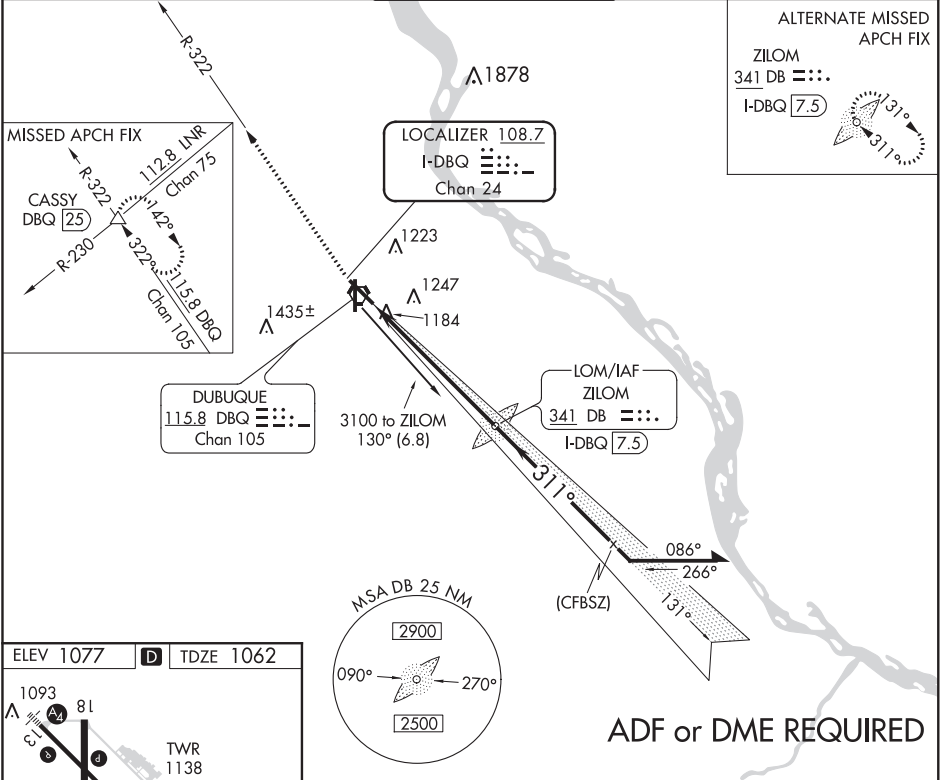 R-322
1878
ALTERNATE MISSED
APCH FIX
ZILOM
341 DB
I-DBQ 7.5
131°
311°
MISSED APCH FIX
R-322
112.8 LNR
Chan 75
CASSY
DBQ 25
142°
R-230
322°
115.8 DBQ
Chan 105
LOCALIZER 108.7
I-DBQ
Chan 24
1223
1247
1184
1435±
DUBUQUE
115.8 DBQ
Chan 105
3100 to ZILOM
130° (6.8)
LOM/IAF
ZILOM
341 DB
I-DBQ 7.5
311°
086°
266°
(CFBSZ)
131°
MSA DB 25 NM
2900
090°
270°
2500
ELEV 1077 D TDZE 1062
1093
A4
18
13
P
P
TWR
1138
ADF or DME REQUIRED